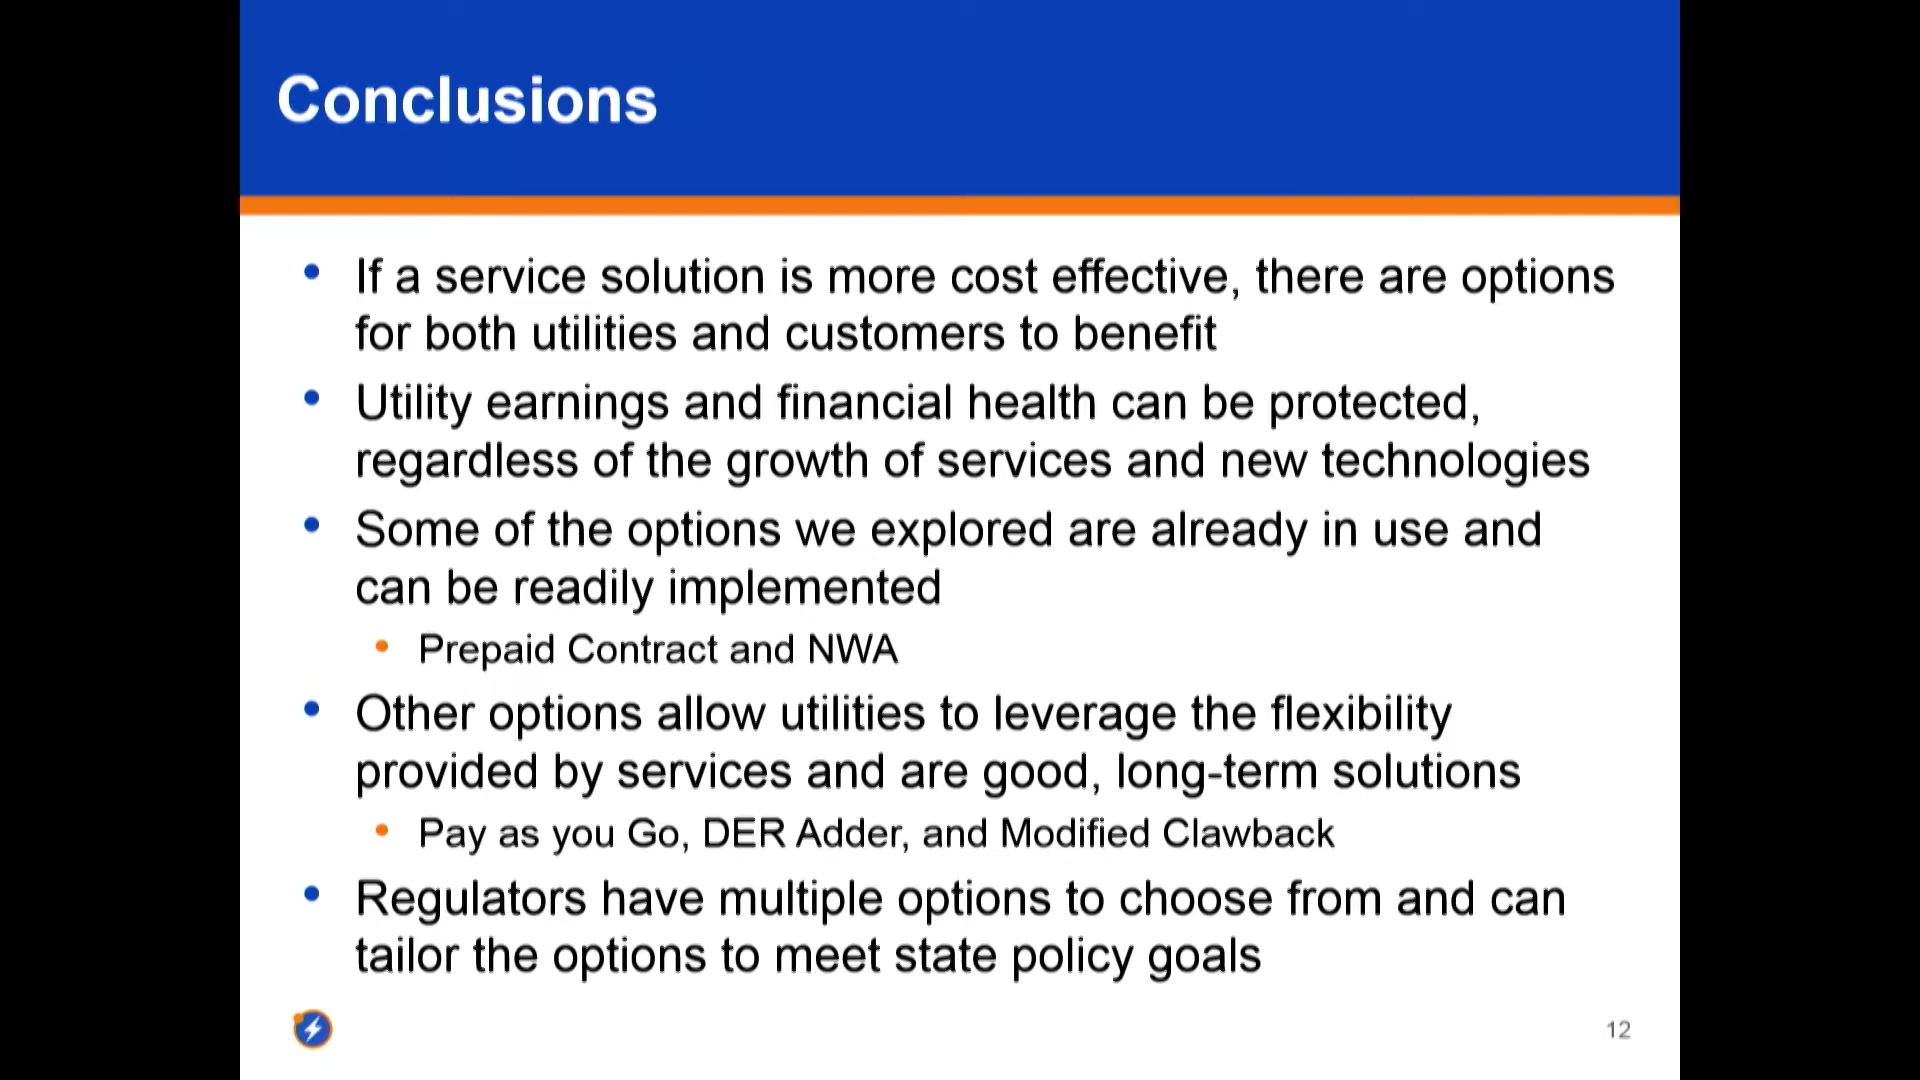 Conclusions
• If a service solution is more cost effective, there are options
for both utilities and customers to benefit
• Utility earnings and financial health can be protected,
regardless of the growth of services and new technologies
• Some of the options we explored are already in use and
can be readily implemented
• Prepaid Contract and NWA
• Other options allow utilities to leverage the flexibility
provided by services and are good, long-term solutions
• Pay as you Go, DER Adder, and Modified Clawback
• Regulators have multiple options to choose from and can
tailor the options to meet state policy goals
12